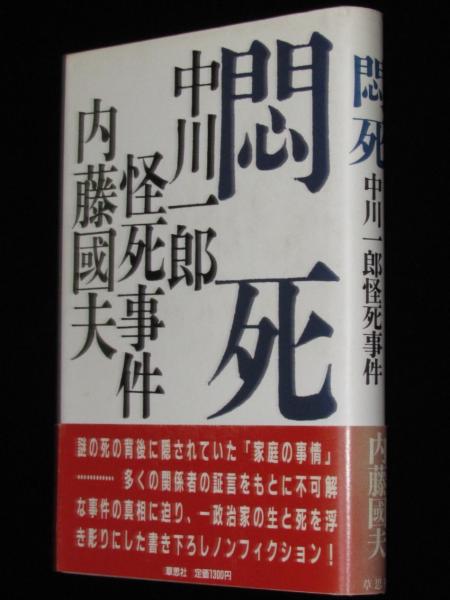 悶死
中川一郎
怪死事件
内藤國夫
謎の死の背後に隠されていた「家庭の事情」
…………多くの関係者の証言をもとに不可解
な事件の真相に迫り、一政治家の生と死を浮
き彫りにした書き下ろしノンフィクション!
草思社 定価1300円
悶死
中川一郎怪死事件
内藤國夫
草思